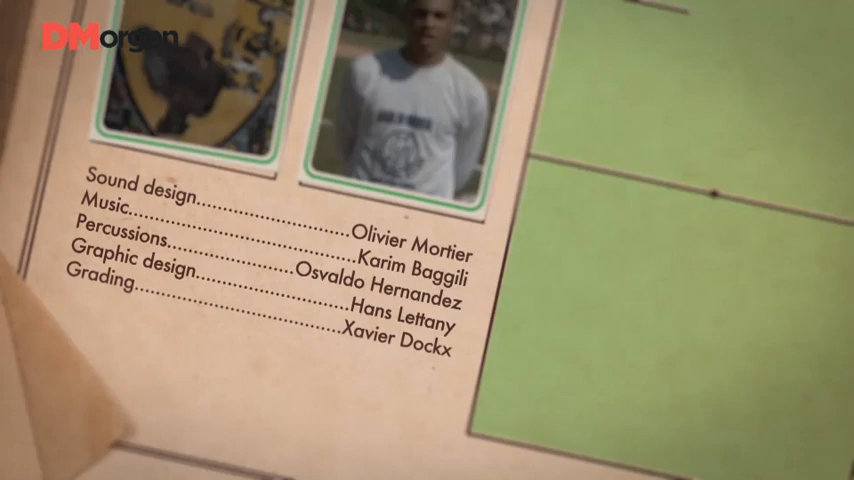 DMorgen
Sound design..............................Olivier Mortier
Music............................................Karim Baggili
Percussions.........................Osvaldo Hernandez
Graphic design..............................Hans Lettany
Grading........................................Xavier Dockx